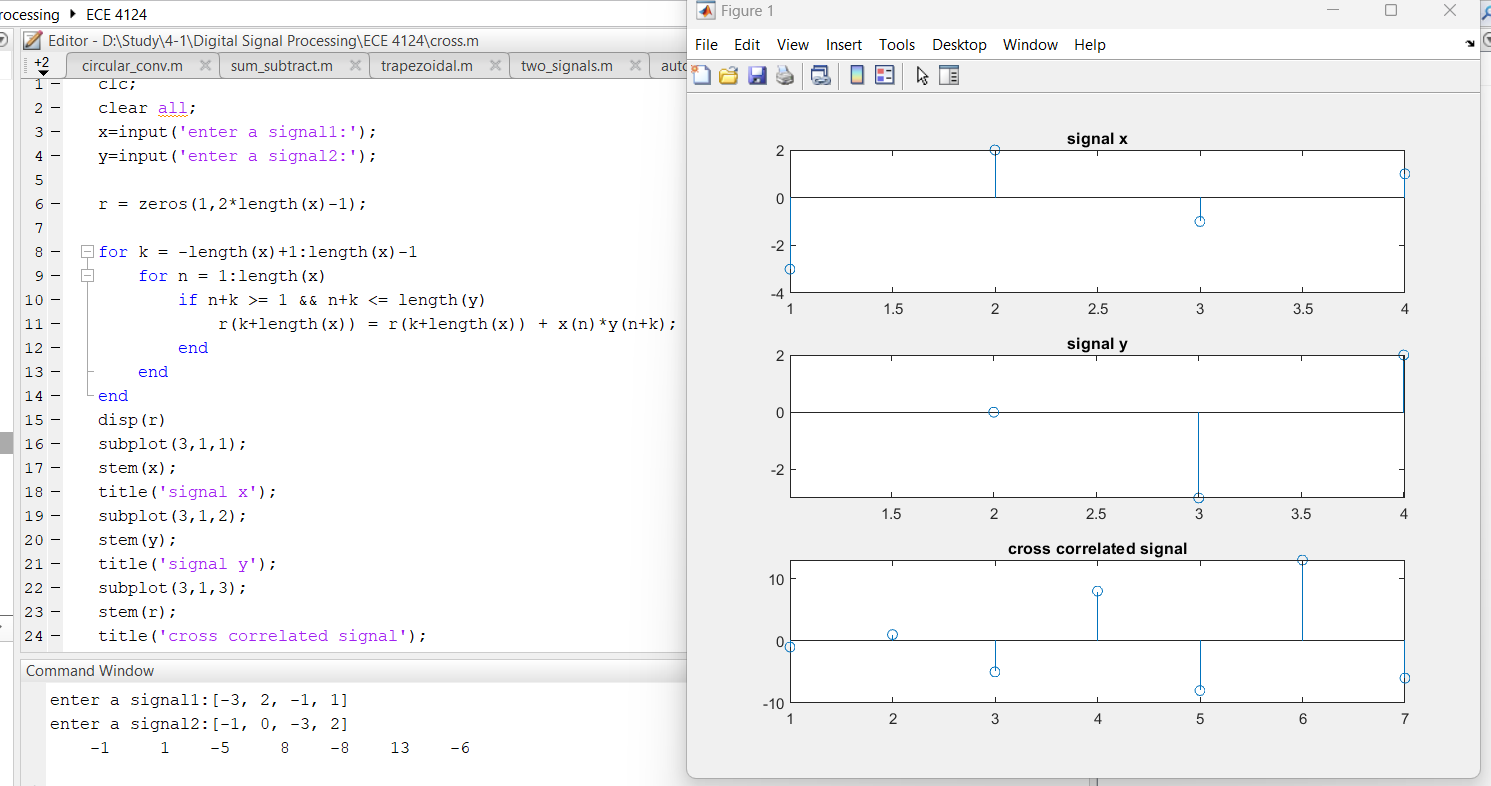 rocessing ▸ ECE 4124
Editor - D:\Study\4-1\Digital Signal Processing\ECE 4124\cross.m
+2 circular_conv.m sum_subtract.m trapezoidal.m two_signals.m auto
1 clc;
2 clear all;
3 x=input('enter a signal1:');
4 y=input('enter a signal2:');
5
6 r = zeros(1,2*length(x)-1);
7
8 for k = -length(x)+1:length(x)-1
9 for n = 1:length(x)
10 if n+k >= 1 && n+k <= length(y)
11 r(k+length(x)) = r(k+length(x)) + x(n)*y(n+k);
12 end
13 end
14 end
15 disp(r)
16 subplot(3,1,1);
17 stem(x);
18 title('signal x');
19 subplot(3,1,2);
20 stem(y);
21 title('signal y');
22 subplot(3,1,3);
23 stem(r);
24 title('cross correlated signal');
Command Window
enter a signal1:[-3, 2, -1, 1]
enter a signal2:[-1, 0, -3, 2]
-1 1 -5 8 -8 13 -6
Figure 1
File Edit View Insert Tools Desktop Window Help
signal x
2
0
-2
-4
1 1.5 2 2.5 3 3.5 4
signal y
2
0
-2
1.5 2 2.5 3 3.5 4
cross correlated signal
10
0
-10
1 2 3 4 5 6 7